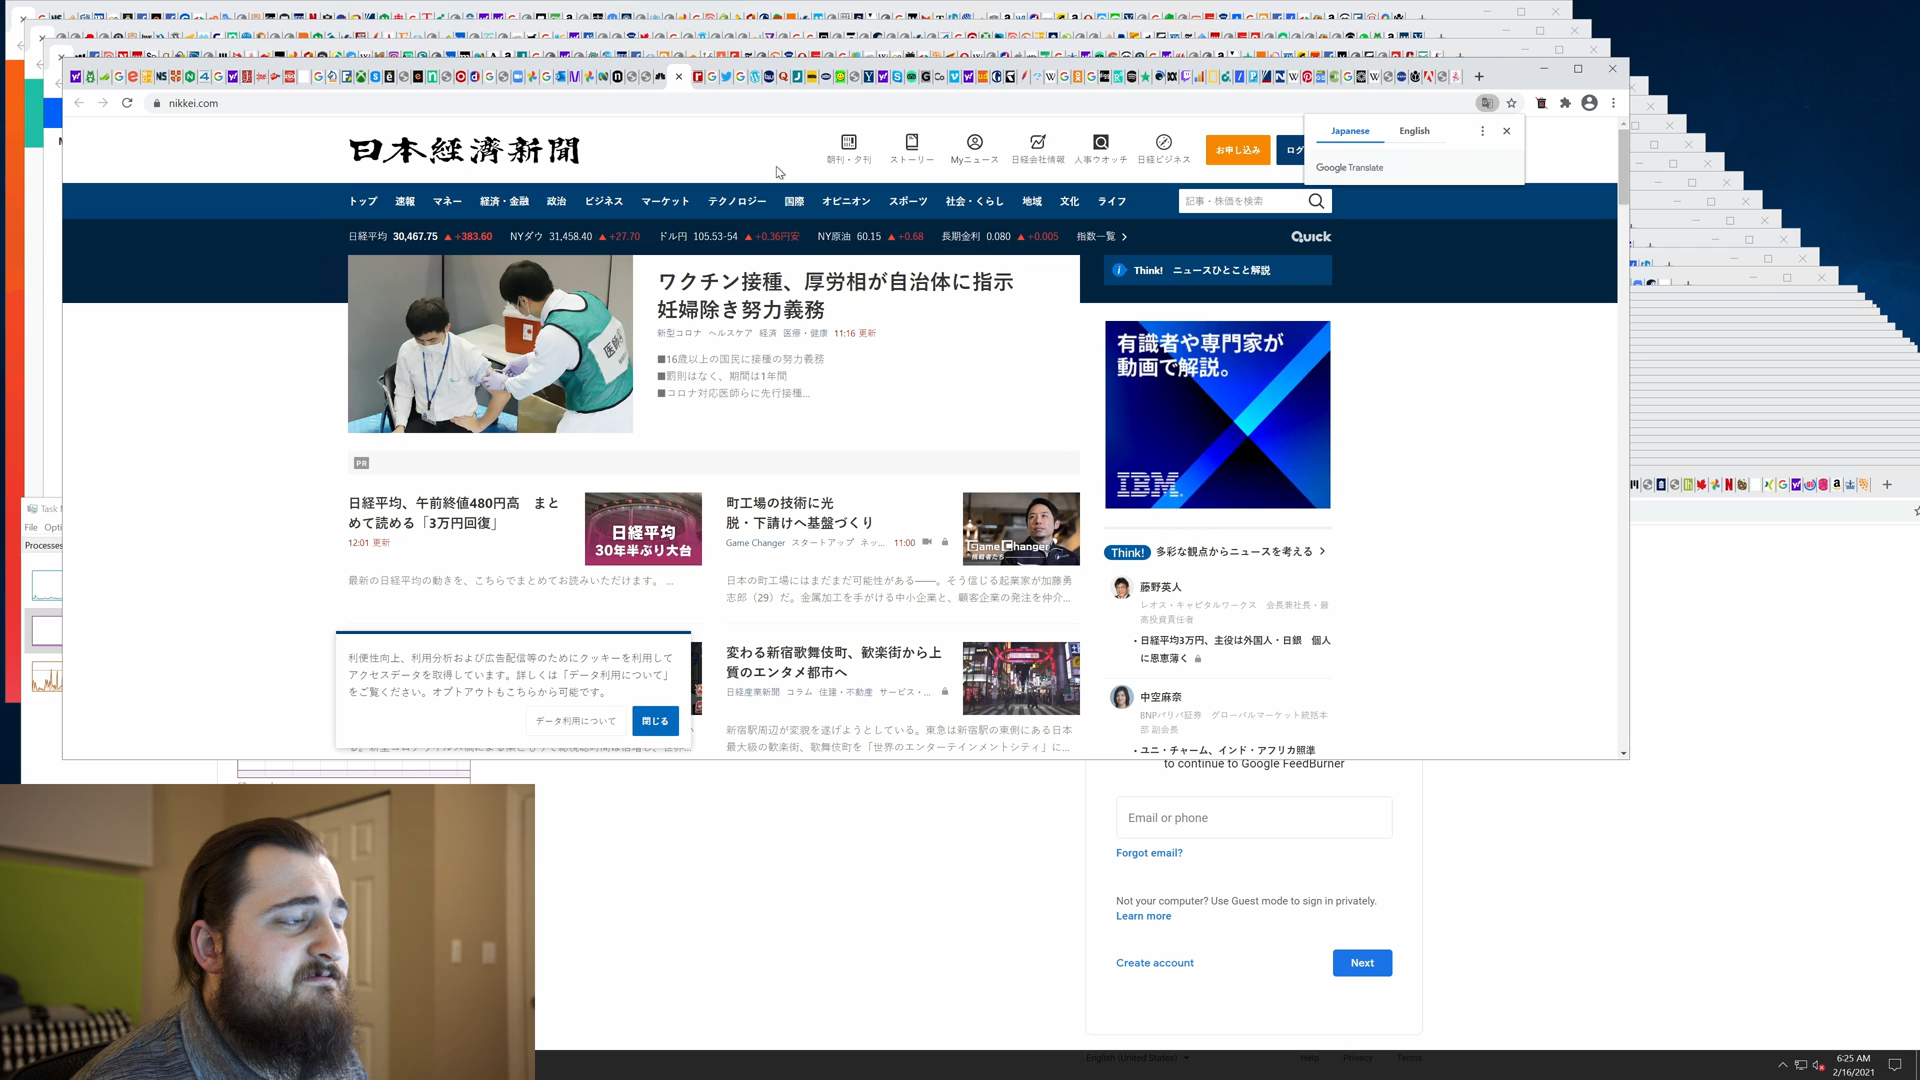 nikkei.com
Japanese English
Google Translate
日本経済新聞
朝刊・夕刊 ストーリー Myニュース 日経会社情報 人事ウオッチ 日経ビジネス
お申し込み
ログ
トップ 速報 マネー 経済・金融 政治 ビジネス マーケット テクノロジー 国際 オピニオン スポーツ 社会・くらし 地域 文化 ライフ
記事・株価を検索
日経平均 30,467.75 ▲+383.60 NYダウ 31,458.40 ▲+27.70 ドル円 105.53-54 ▲+0.36円安 NY原油 60.15 ▲+0.68 長期金利 0.080 ▲+0.005 指数一覧
QUICK
ワクチン接種、厚労相が自治体に指示
妊婦除き努力義務
新型コロナ ヘルスケア 経済 医療・健康 11:16 更新
■16歳以上の国民に接種の努力義務
■罰則はなく、期間は1年間
■コロナ対応医師らに先行接種...
医師
Think! ニュースひとこと解説
有識者や専門家が
動画で解説。
IBM
PR
日経平均、午前終値480円高 まと
めて読める「3万円回復」
12:01 更新
最新の日経平均の動きを、こちらでまとめてお読みいただけます。 ...
日経平均
30年半ぶり大台
町工場の技術に光
脱・下請けへ基盤づくり
Game Changer スタートアップ ネッ... 11:00
日本の町工場にはまだまだ可能性がある――。そう信じる起業家が加藤勇
志郎（29）だ。金属加工を手がける中小企業と、顧客企業の発注を仲介...
Game Changer
挑戦者たち
Think! 多彩な観点からニュースを考える
藤野英人
レオス・キャピタルワークス 会長兼社長・最
高投資責任者
・日経平均3万円、主役は外国人・日銀 個人
に恩恵薄く
中空麻奈
BNPパリバ証券 グローバルマーケット統括本
部 副会長
・ユニ・チャーム、インド・アフリカ照準
変わる新宿歌舞伎町、歓楽街から上
質のエンタメ都市へ
日経産業新聞 コラム 住建・不動産 サービス・...
新宿駅周辺が変貌を遂げようとしている。東急は新宿駅の東側にある日本
最大級の歓楽街、歌舞伎町を「世界のエンターテインメントシティ」に...
利便性向上、利用分析および広告配信等のためにクッキーを利用して
アクセスデータを取得しています。詳しくは「データ利用について」
をご覧ください。オプトアウトもこちらから可能です。
データ利用について
閉じる
Task
File Opti
Processes
to continue to Google FeedBurner
Email or phone
Forgot email?
Not your computer? Use Guest mode to sign in privately.
Learn more
Create account
Next
English (United States)
Help Privacy Terms
6:25 AM
2/16/2021